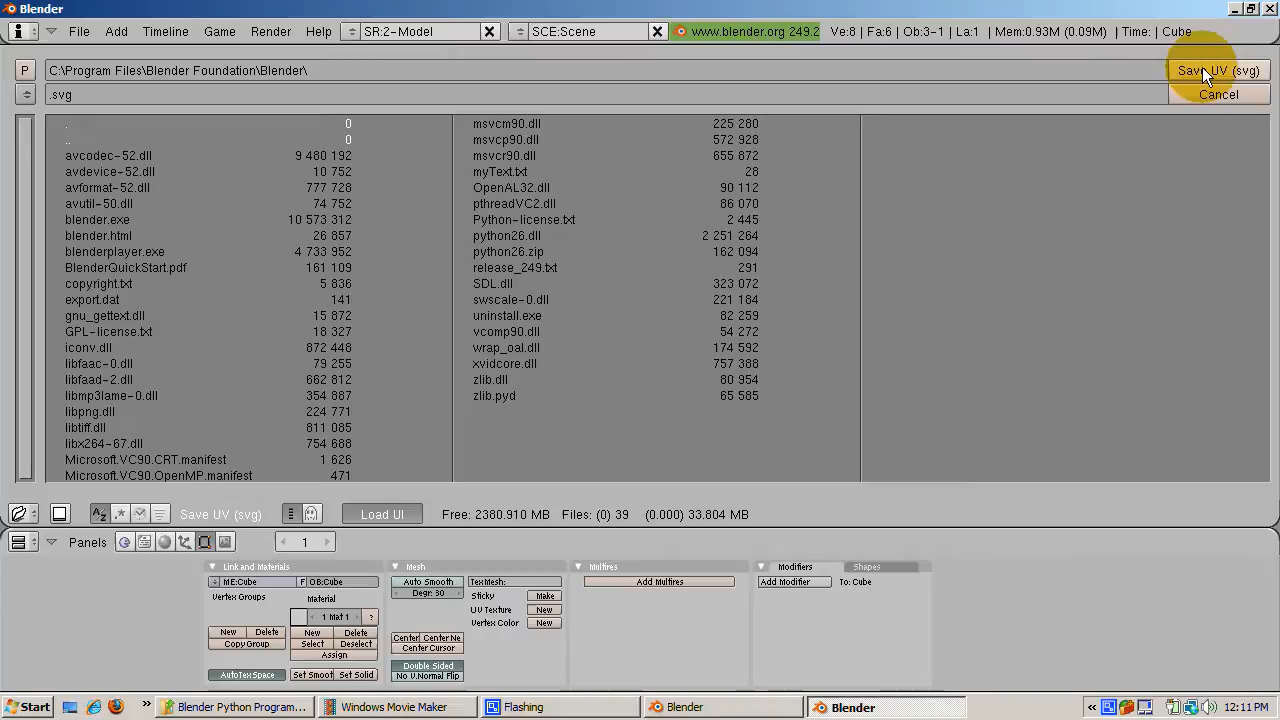 Blender
File Add Timeline Game Render Help SR:2-Model SCE:Scene www.blender.org 249.2 Ve:8 | Fa:6 | Ob:3-1 | La:1 | Mem:0.93M (0.09M) | Time: | Cube
P C:\Program Files\Blender Foundation\Blender\ Save UV (svg)
.svg Cancel
. 0
.. 0
avcodec-52.dll 9 480 192
avdevice-52.dll 10 752
avformat-52.dll 777 728
avutil-50.dll 74 752
blender.exe 10 573 312
blender.html 26 857
blenderplayer.exe 4 733 952
BlenderQuickStart.pdf 161 109
copyright.txt 5 836
export.dat 141
gnu_gettext.dll 15 872
GPL-license.txt 18 327
iconv.dll 872 448
libfaac-0.dll 79 255
libfaad-2.dll 662 812
libmp3lame-0.dll 354 887
libpng.dll 224 771
libtiff.dll 811 085
libx264-67.dll 754 688
Microsoft.VC90.CRT.manifest 1 626
Microsoft.VC90.OpenMP.manifest 471
msvcm90.dll 225 280
msvcp90.dll 572 928
msvcr90.dll 655 872
myText.txt 28
OpenAL32.dll 90 112
pthreadVC2.dll 86 070
Python-license.txt 2 445
python26.dll 2 251 264
python26.zip 162 094
release_249.txt 291
SDL.dll 323 072
swscale-0.dll 221 184
uninstall.exe 82 259
vcomp90.dll 54 272
wrap_oal.dll 174 592
xvidcore.dll 757 388
zlib.dll 80 954
zlib.pyd 65 585
Save UV (svg) Load UI Free: 2380.910 MB Files: (0) 39 (0.000) 33.804 MB
Panels 1
Link and Materials
ME:Cube F OB:Cube
Vertex Groups
Material
1 Mat 1 ?
New Delete New Delete
Copy Group Select Deselect
Assign
AutoTexSpace Set Smoot Set Solid
Mesh
Auto Smooth TexMesh:
Degr: 30 Sticky Make
UV Texture New
Vertex Color New
Center Center Ne
Center Cursor
Double Sided
No V.Normal Flip
Multires
Add Multires
Modifiers Shapes
Add Modifier To: Cube
Start » Blender Python Program... Windows Movie Maker Flashing Blender Blender « 12:11 PM